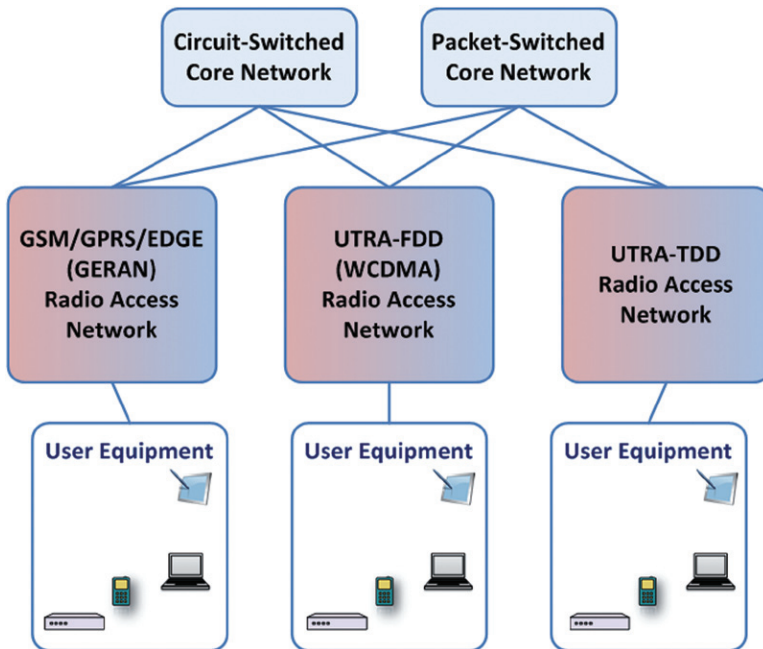 Circuit-Switched
Core Network
Packet-Switched
Core Network
GSM/GPRS/EDGE
(GERAN)
Radio Access
Network
UTRA-FDD
(WCDMA)
Radio Access
Network
UTRA-TDD
Radio Access
Network
User Equipment
User Equipment
User Equipment